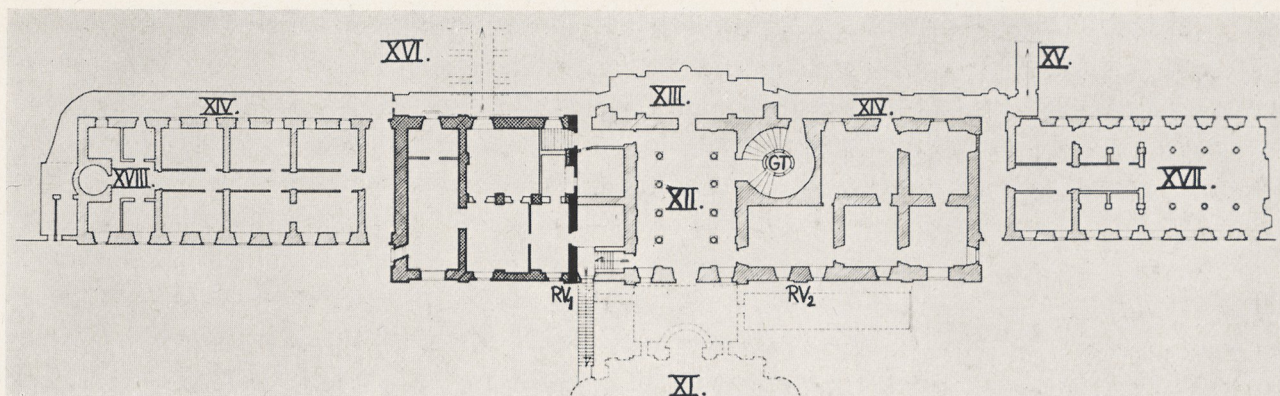 XVI.
XV.
XIV.
XIII.
XIV.
XVIII.
GT
XII.
XVII.
RV1
RV2
XI.